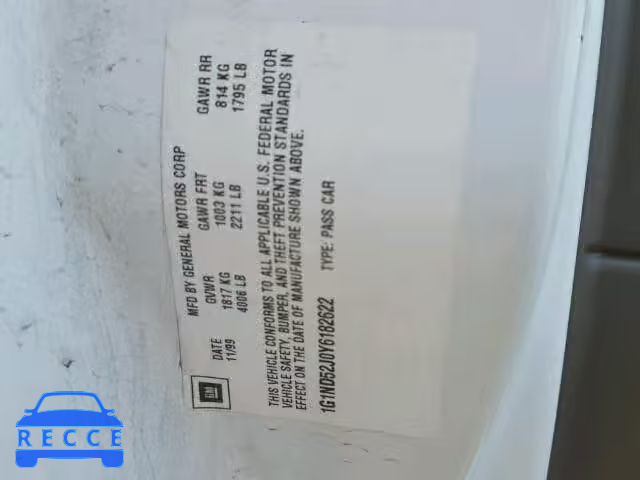 MFD BY GENERAL MOTORS CORP
DATE GVWR GAWR FRT GAWR RR
11/99 1817 KG 1003 KG 814 KG
4006 LB 2211 LB 1795 LB
THIS VEHICLE CONFORMS TO ALL APPLICABLE U.S. FEDERAL MOTOR
VEHICLE SAFETY, BUMPER, AND THEFT PREVENTION STANDARDS IN
EFFECT ON THE DATE OF MANUFACTURE SHOWN ABOVE.
1G1ND52J0Y6182622 TYPE: PASS CAR
GM
RECCE